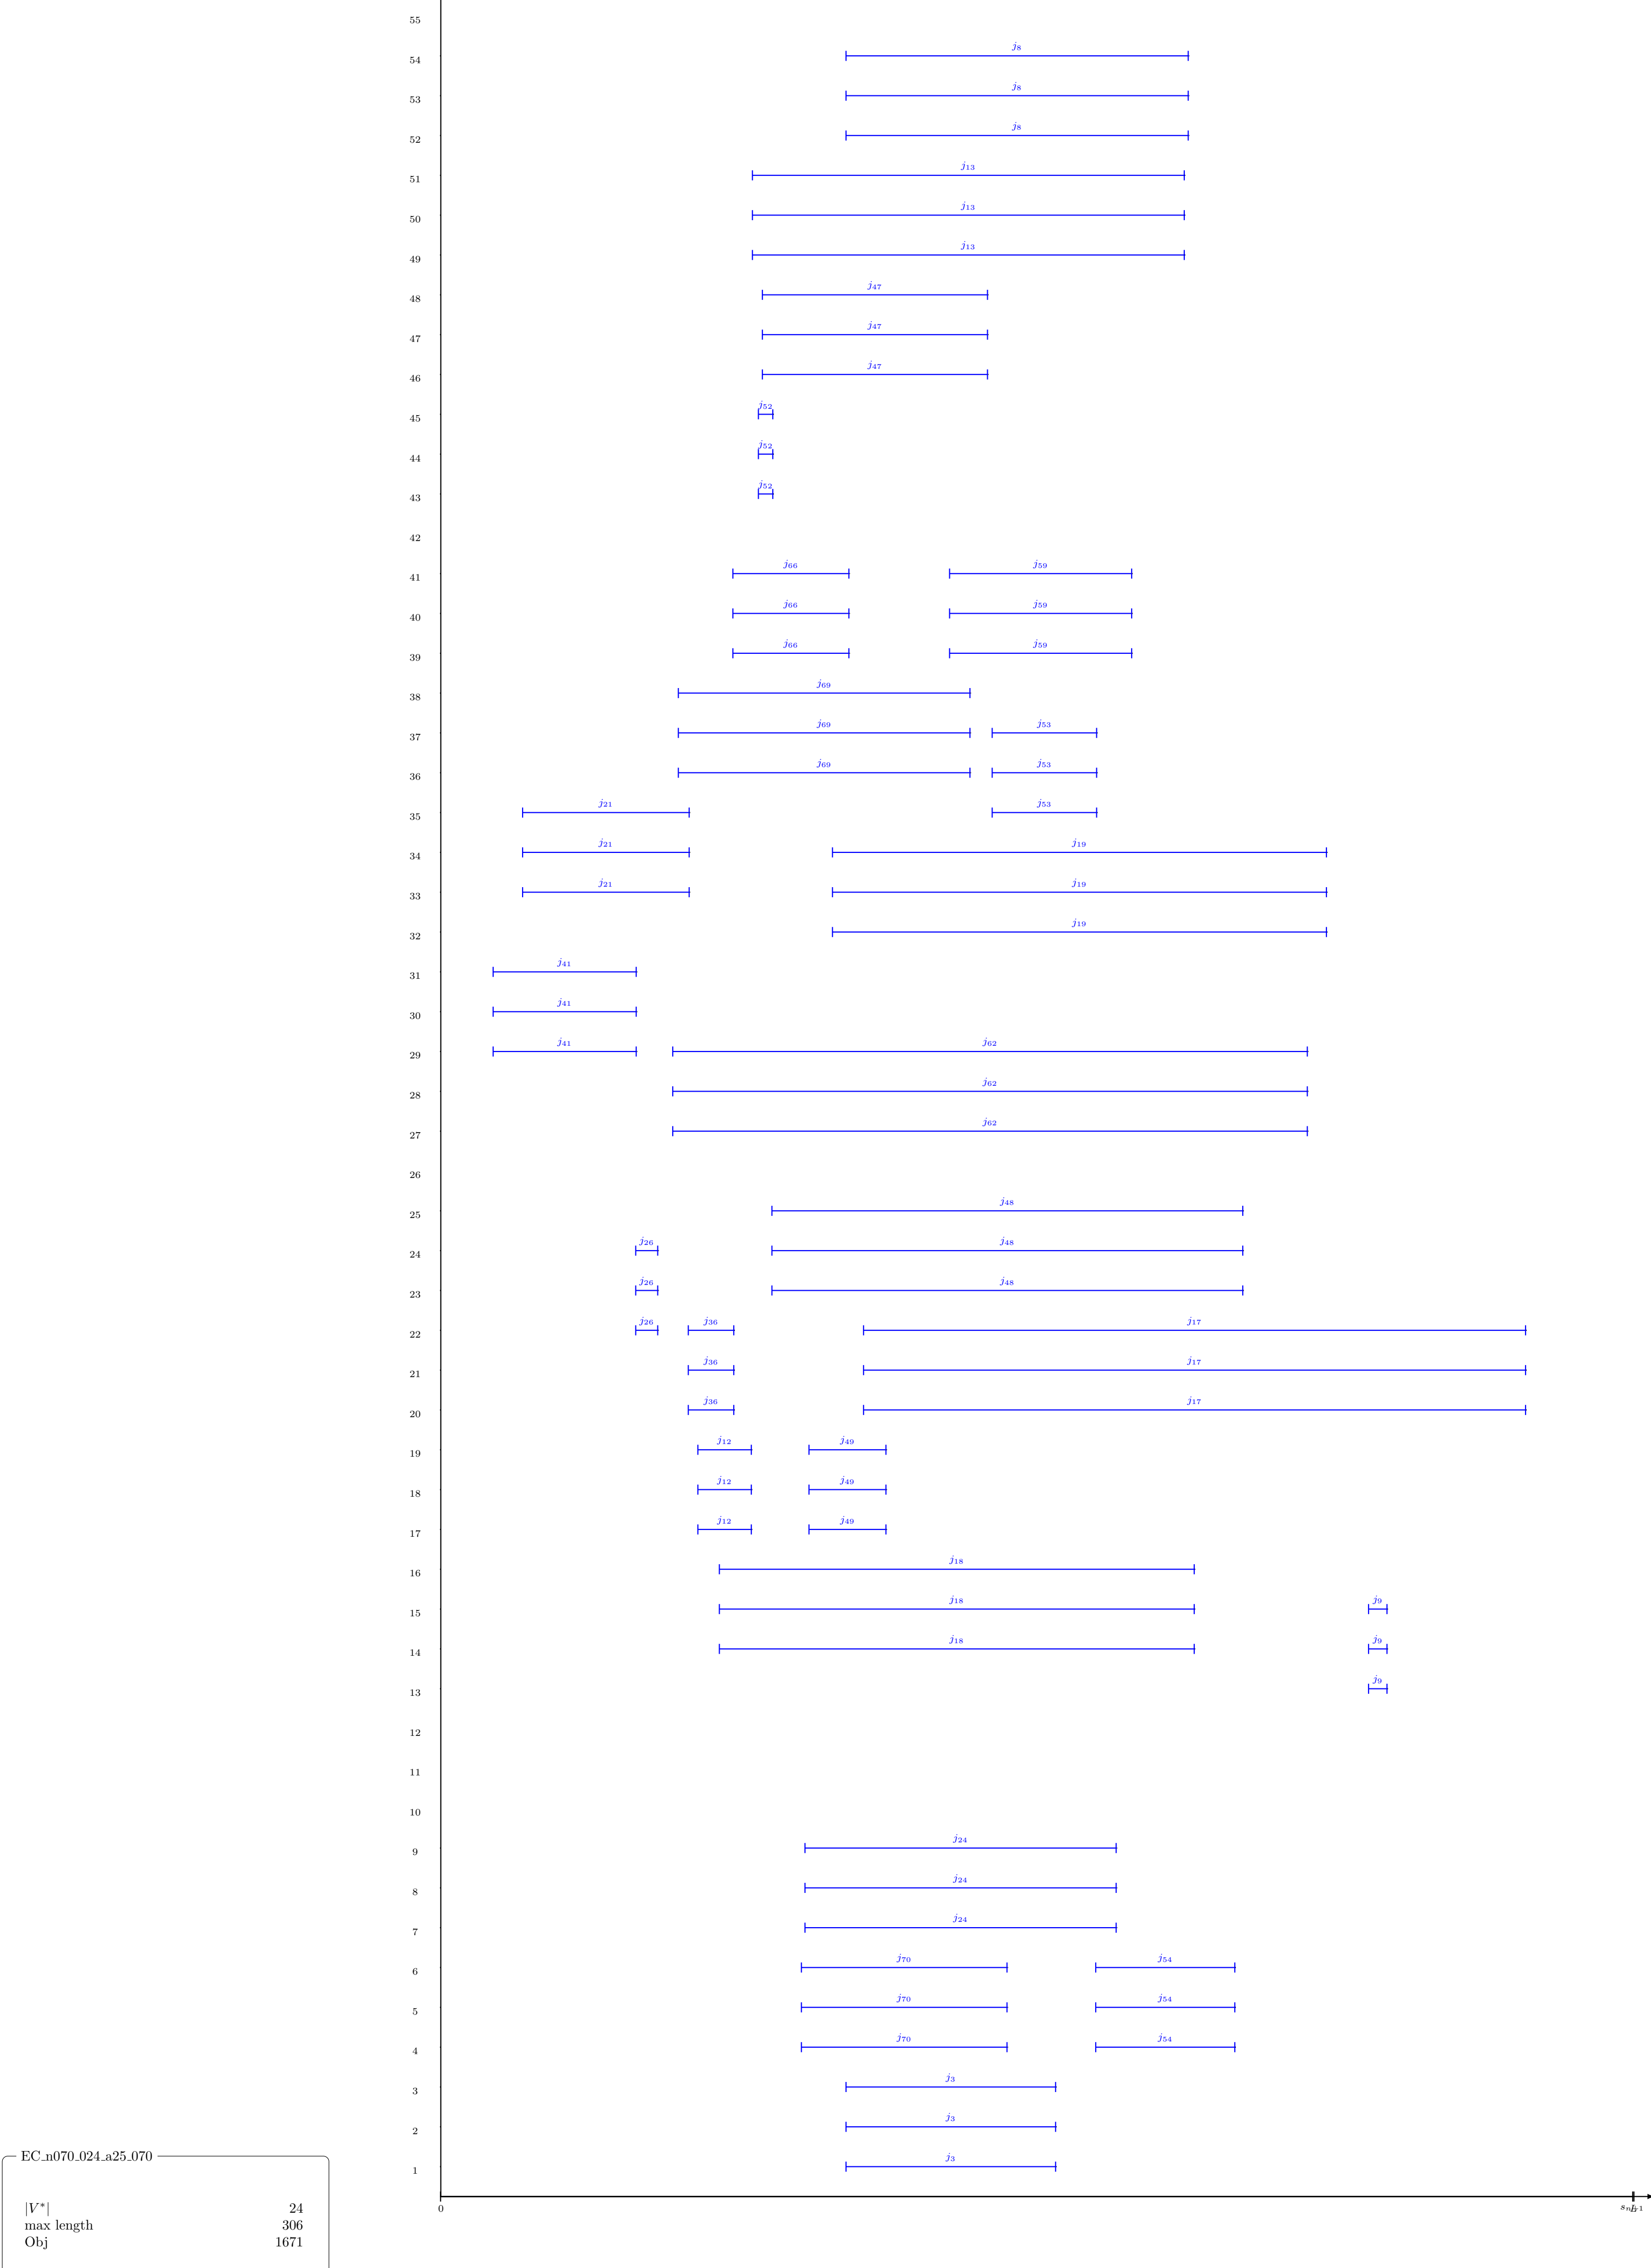 55
j8
54
j8
53
j8
52
j13
51
j13
50
j13
49
j47
48
j47
47
j47
46
j52
45
j52
44
j52
43
42
j66 j59
41
j66 j59
40
j66 j59
39
j69
38
j69 j53
37
j69 j53
36
j21 j53
35
j21 j19
34
j21 j19
33
j19
32
j41
31
j41
30
j41 j62
29
j62
28
j62
27
26
j48
25
j26 j48
24
j26 j48
23
j26 j36 j17
22
j36 j17
21
j36 j17
20
j12 j49
19
j12 j49
18
j12 j49
17
j18
16
j18 j9
15
j18 j9
14
j9
13
12
11
10
j24
9
j24
8
j24
7
j70 j54
6
j70 j54
5
j70 j54
4
j3
3
j3
2
j3
1
0
EC_n070_024_a25_070
|V*| 24
max length 306
Obj 1671